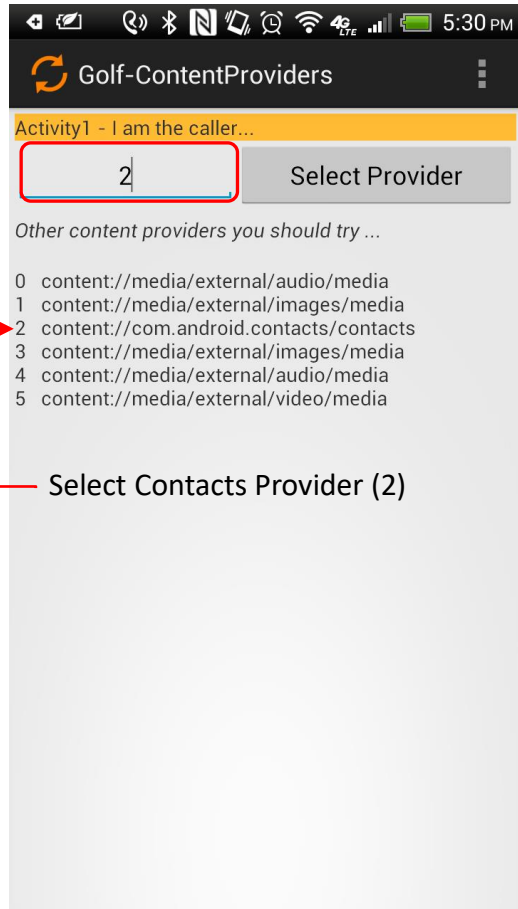 4G LTE 5:30 PM
Golf-ContentProviders
Activity1 - I am the caller...
2 Select Provider
Other content providers you should try ...
0 content://media/external/audio/media
1 content://media/external/images/media
2 content://com.android.contacts/contacts
3 content://media/external/images/media
4 content://media/external/audio/media
5 content://media/external/video/media
Select Contacts Provider (2)